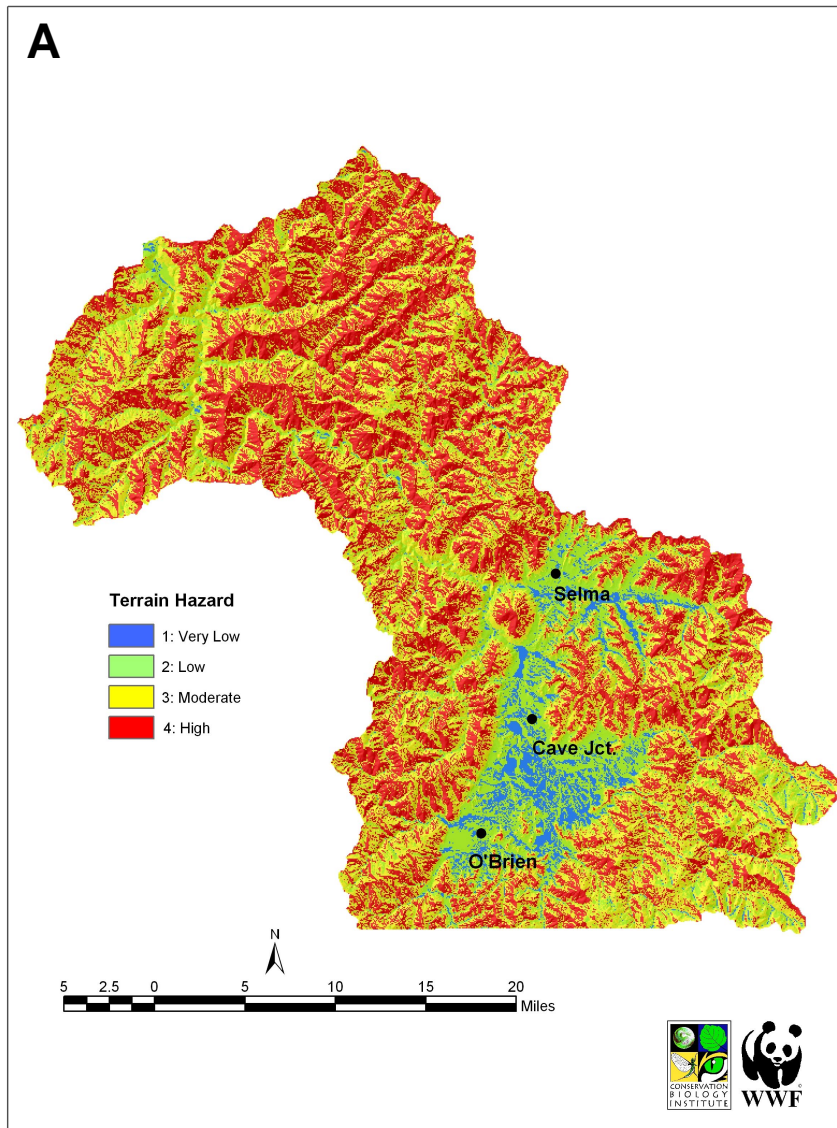 A
Selma
Terrain Hazard
1: Very Low
2: Low
3: Moderate
4: High
Cave Jct.
O'Brien
N
5 2.5 0 5 10 15 20
Miles
CONSERVATION
BIOLOGY
INSTITUTE
WWF